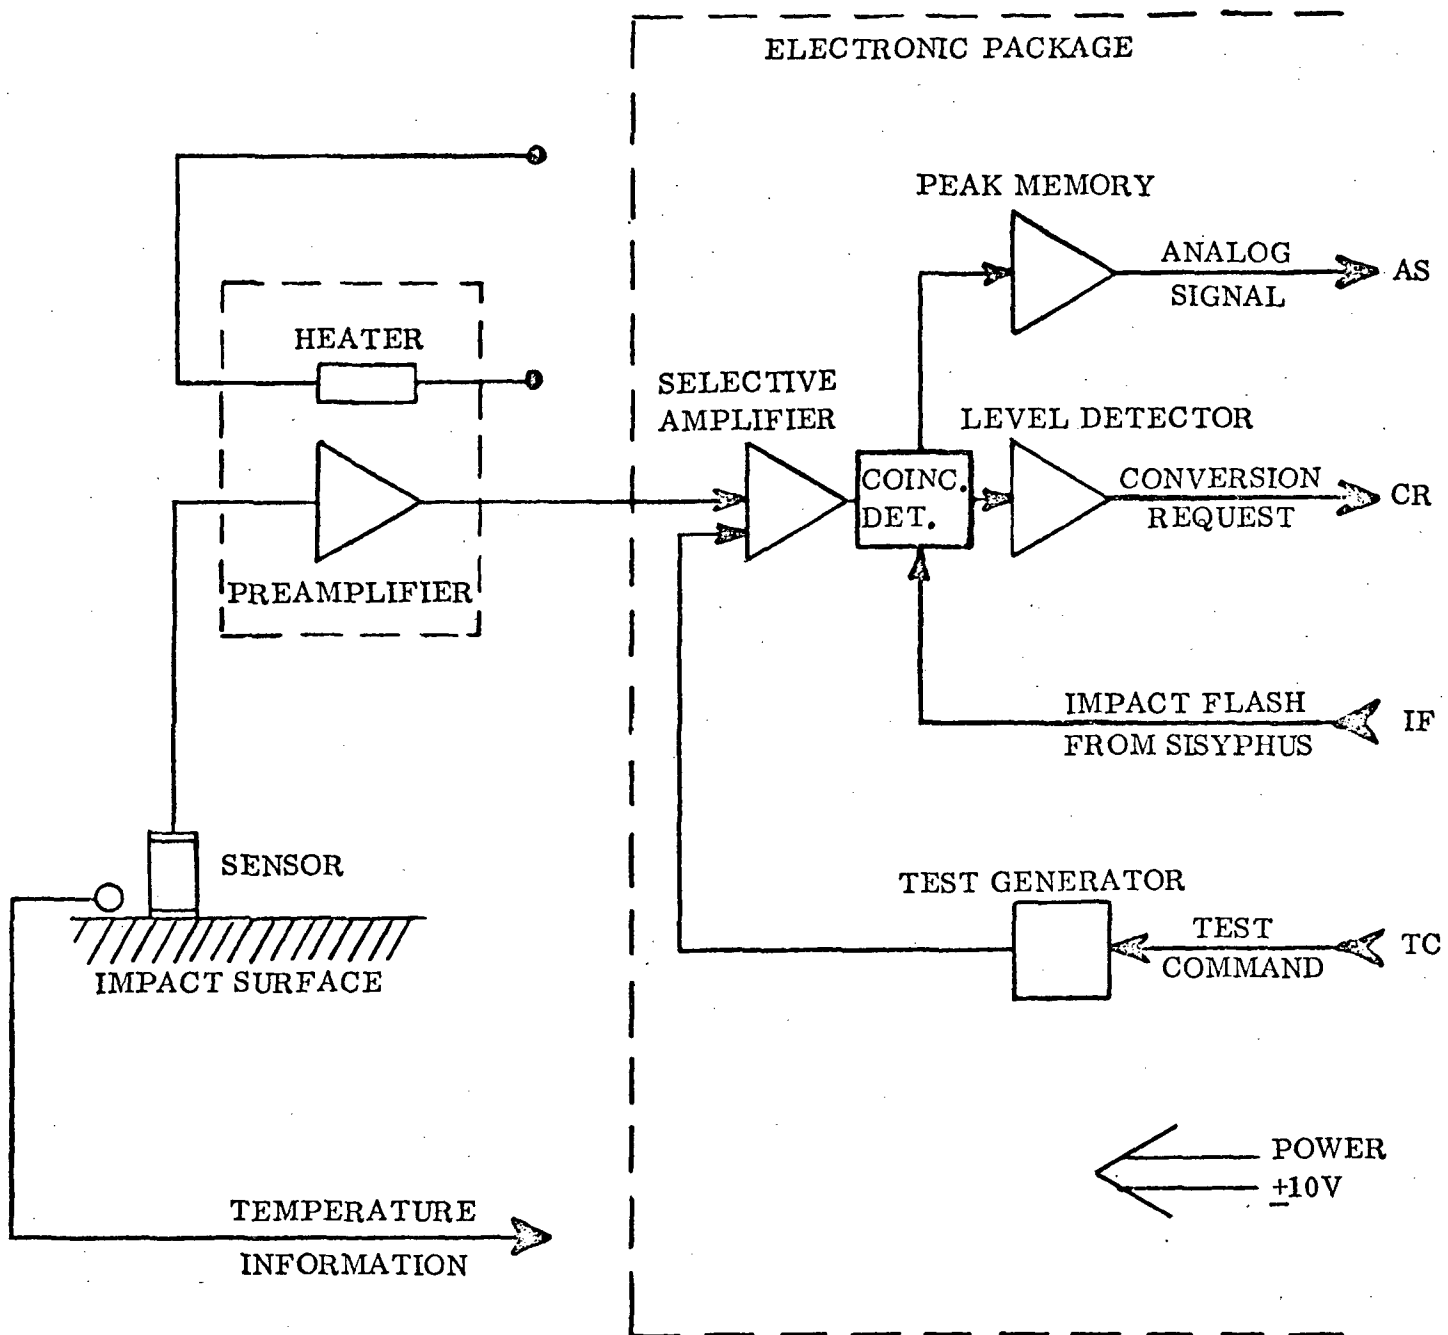 ELECTRONIC PACKAGE
PEAK MEMORY
ANALOG
SIGNAL
AS
HEATER
SELECTIVE
AMPLIFIER
LEVEL DETECTOR
COINC.
DET.
CONVERSION
REQUEST
CR
PREAMPLIFIER
IMPACT FLASH
FROM SISYPHUS
IF
SENSOR
TEST GENERATOR
TEST
COMMAND
TC
IMPACT SURFACE
POWER
±10V
TEMPERATURE
INFORMATION